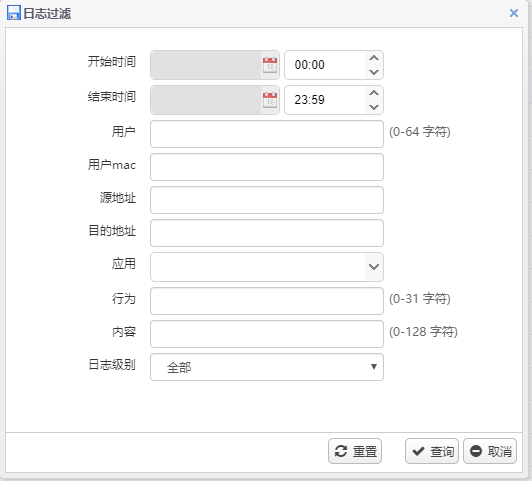 日志过滤
开始时间 00:00
结束时间 23:59
用户 (0-64 字符)
用户mac
源地址
目的地址
应用
行为 (0-31 字符)
内容 (0-128 字符)
日志级别 全部
重置 查询 取消